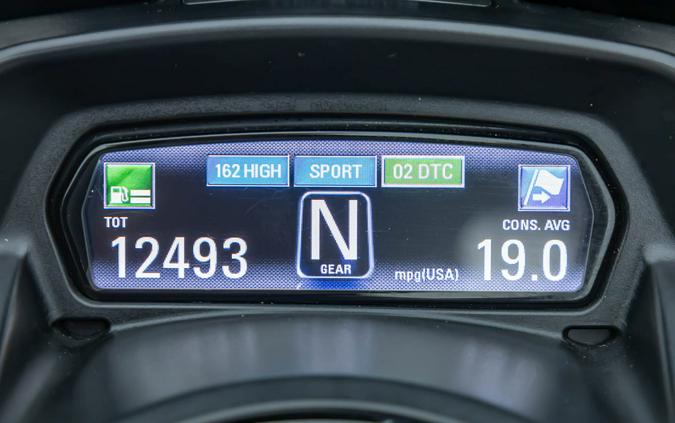 162 HIGH SPORT 02 DTC
TOT
12493
N
GEAR
CONS. AVG
mpg(USA) 19.0